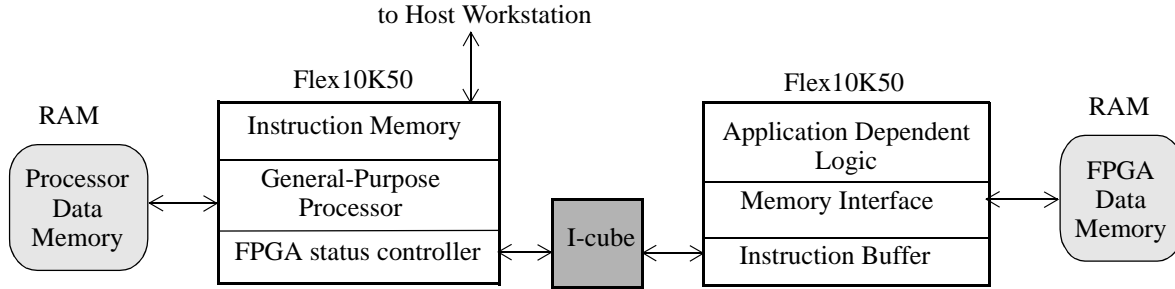 to Host Workstation
Flex10K50
Flex10K50
RAM
RAM
Instruction Memory
Application Dependent
Logic
Processor
Data
Memory
General-Purpose
Processor
FPGA
Data
Memory
Memory Interface
I-cube
FPGA status controller
Instruction Buffer